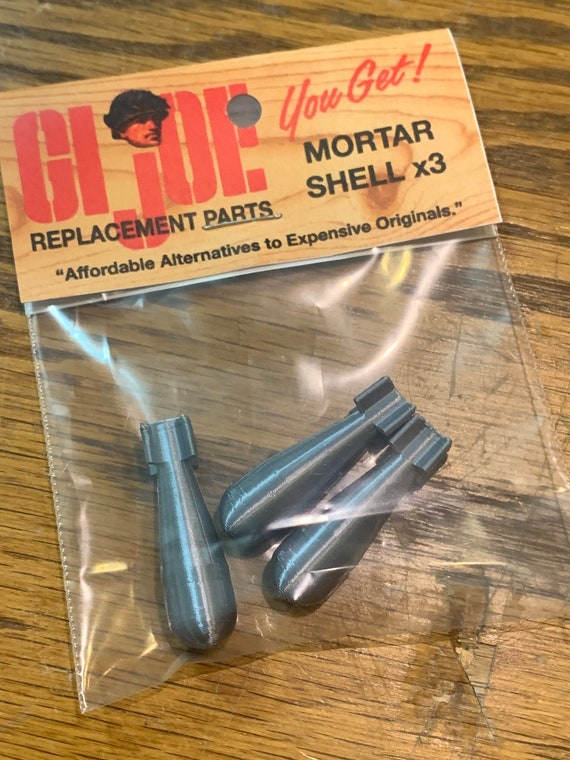 GI JOE
You Get!
MORTAR
SHELL x3
REPLACEMENT PARTS
"Affordable Alternatives to Expensive Originals."